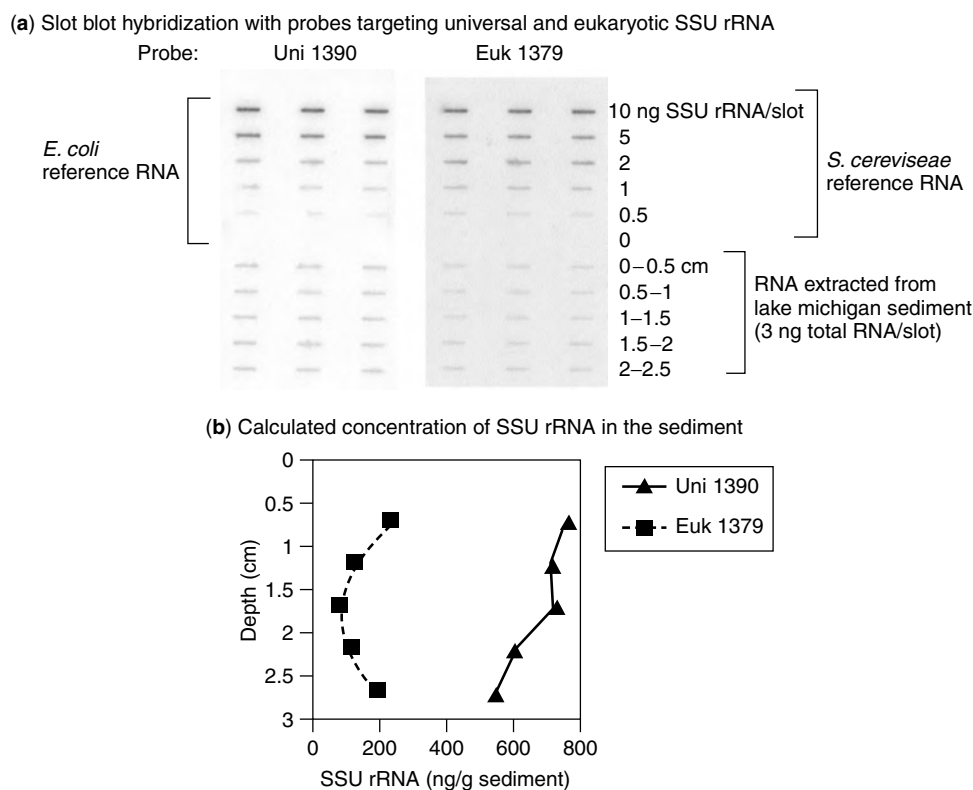 (a) Slot blot hybridization with probes targeting universal and eukaryotic SSU rRNA
Probe: Uni 1390 Euk 1379
E. coli
reference RNA
10 ng SSU rRNA/slot
5
2
1
0.5
0
S. cereviseae
reference RNA
0–0.5 cm
0.5–1
1–1.5
1.5–2
2–2.5
RNA extracted from
lake michigan sediment
(3 ng total RNA/slot)
(b) Calculated concentration of SSU rRNA in the sediment
0
0.5
1
1.5
2
2.5
3
Depth (cm)
0 200 400 600 800
SSU rRNA (ng/g sediment)
Uni 1390
Euk 1379